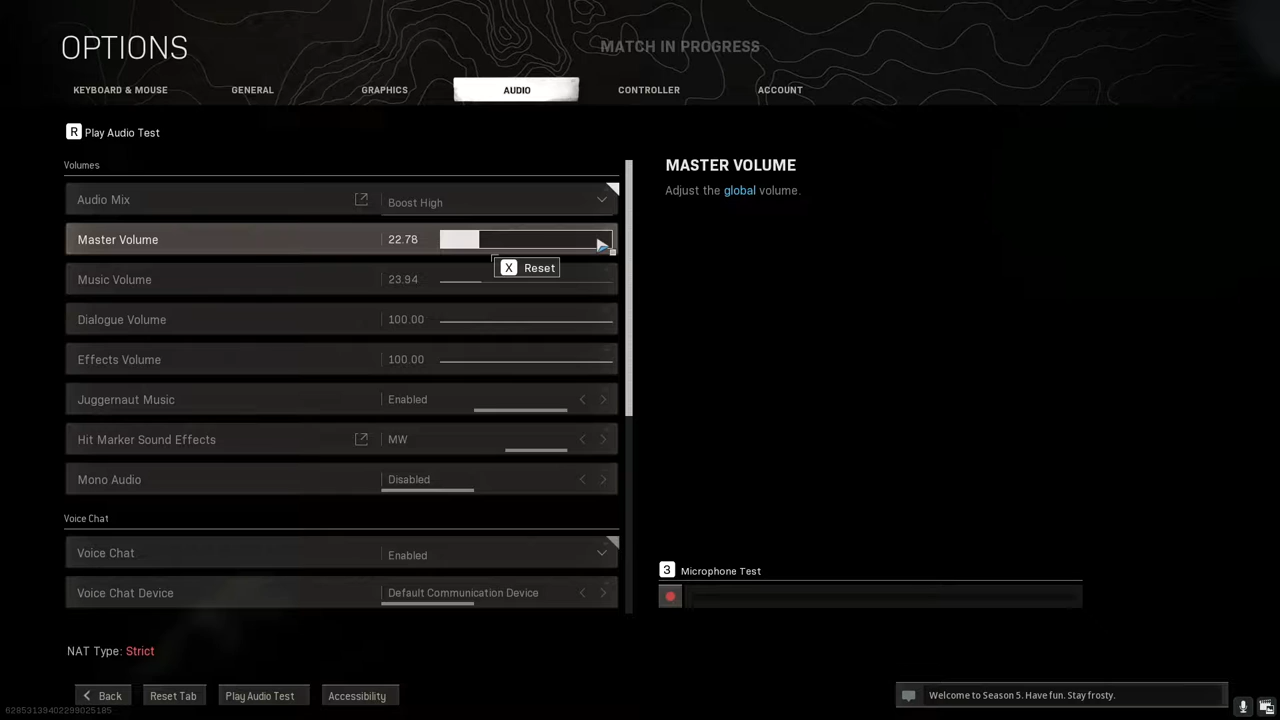 OPTIONS
MATCH IN PROGRESS
KEYBOARD & MOUSE
GENERAL
GRAPHICS
AUDIO
CONTROLLER
ACCOUNT
R Play Audio Test
Volumes
Audio Mix Boost High
Master Volume 22.78
X Reset
Music Volume 23.94
Dialogue Volume 100.00
Effects Volume 100.00
Juggernaut Music Enabled
Hit Marker Sound Effects MW
Mono Audio Disabled
Voice Chat
Voice Chat Enabled
Voice Chat Device Default Communication Device
MASTER VOLUME
Adjust the global volume.
3 Microphone Test
NAT Type: Strict
Back
Reset Tab
Play Audio Test
Accessibility
Welcome to Season 5. Have fun. Stay frosty.
62853139402299025185